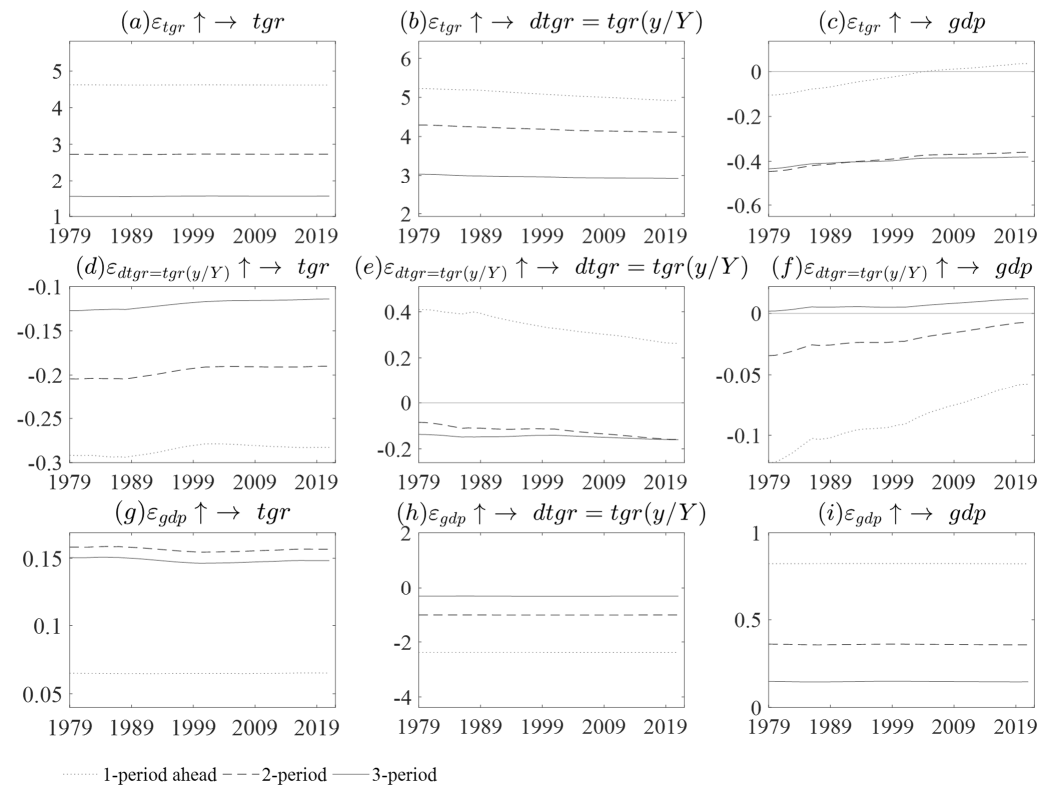 (a)ε_tgr ↑ → tgr
(b)ε_tgr ↑ → dtgr = tgr(y/Y)
(c)ε_tgr ↑ → gdp
5
4
3
2
1
6
5
4
3
2
0
-0.2
-0.4
-0.6
1979 1989 1999 2009 2019
1979 1989 1999 2009 2019
1979 1989 1999 2009 2019
(d)ε_dtgr=tgr(y/Y) ↑ → tgr
(e)ε_dtgr=tgr(y/Y) ↑ → dtgr = tgr(y/Y)
(f)ε_dtgr=tgr(y/Y) ↑ → gdp
-0.1
-0.15
-0.2
-0.25
-0.3
0.4
0.2
0
-0.2
0
-0.05
-0.1
1979 1989 1999 2009 2019
1979 1989 1999 2009 2019
1979 1989 1999 2009 2019
(g)ε_gdp ↑ → tgr
(h)ε_gdp ↑ → dtgr = tgr(y/Y)
(i)ε_gdp ↑ → gdp
0.15
0.1
0.05
2
0
-2
-4
1
0.5
0
1979 1989 1999 2009 2019
1979 1989 1999 2009 2019
1979 1989 1999 2009 2019
1-period ahead 2-period 3-period